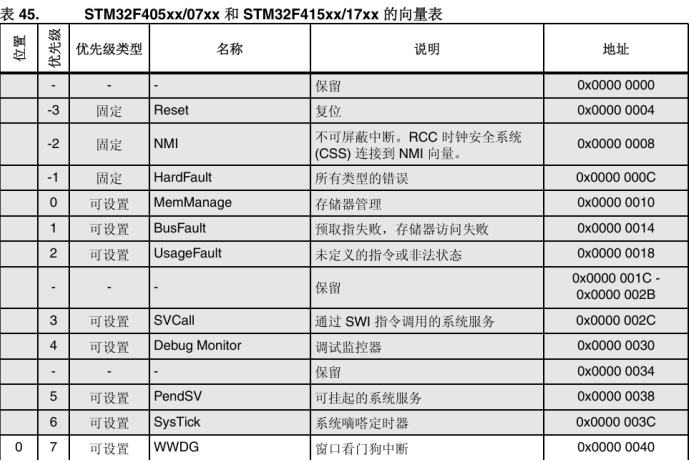 表 45. STM32F405xx/07xx 和 STM32F415xx/17xx 的向量表
位置 优先级 优先级类型 名称 说明 地址
- - - 保留 0x0000 0000
-3 固定 Reset 复位 0x0000 0004
-2 固定 NMI 不可屏蔽中断。RCC 时钟安全系统
(CSS) 连接到 NMI 向量。 0x0000 0008
-1 固定 HardFault 所有类型的错误 0x0000 000C
0 可设置 MemManage 存储器管理 0x0000 0010
1 可设置 BusFault 预取指失败，存储器访问失败 0x0000 0014
2 可设置 UsageFault 未定义的指令或非法状态 0x0000 0018
- - - 保留 0x0000 001C -
0x0000 002B
3 可设置 SVCall 通过 SWI 指令调用的系统服务 0x0000 002C
4 可设置 Debug Monitor 调试监控器 0x0000 0030
- - - 保留 0x0000 0034
5 可设置 PendSV 可挂起的系统服务 0x0000 0038
6 可设置 SysTick 系统嘀嗒定时器 0x0000 003C
0 7 可设置 WWDG 窗口看门狗中断 0x0000 0040